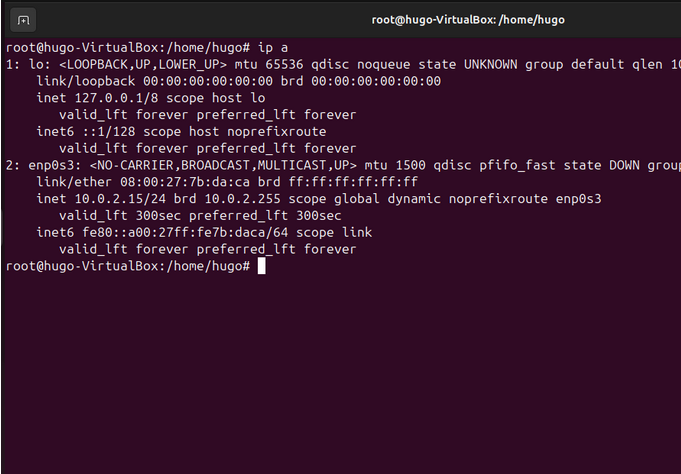 root@hugo-VirtualBox: /home/hugo
root@hugo-VirtualBox:/home/hugo# ip a
1: lo: <LOOPBACK,UP,LOWER_UP> mtu 65536 qdisc noqueue state UNKNOWN group default qlen 10
link/loopback 00:00:00:00:00:00 brd 00:00:00:00:00:00
inet 127.0.0.1/8 scope host lo
valid_lft forever preferred_lft forever
inet6 ::1/128 scope host noprefixroute
valid_lft forever preferred_lft forever
2: enp0s3: <NO-CARRIER,BROADCAST,MULTICAST,UP> mtu 1500 qdisc pfifo_fast state DOWN group
link/ether 08:00:27:7b:da:ca brd ff:ff:ff:ff:ff:ff
inet 10.0.2.15/24 brd 10.0.2.255 scope global dynamic noprefixroute enp0s3
valid_lft 300sec preferred_lft 300sec
inet6 fe80::a00:27ff:fe7b:daca/64 scope link
valid_lft forever preferred_lft forever
root@hugo-VirtualBox:/home/hugo#